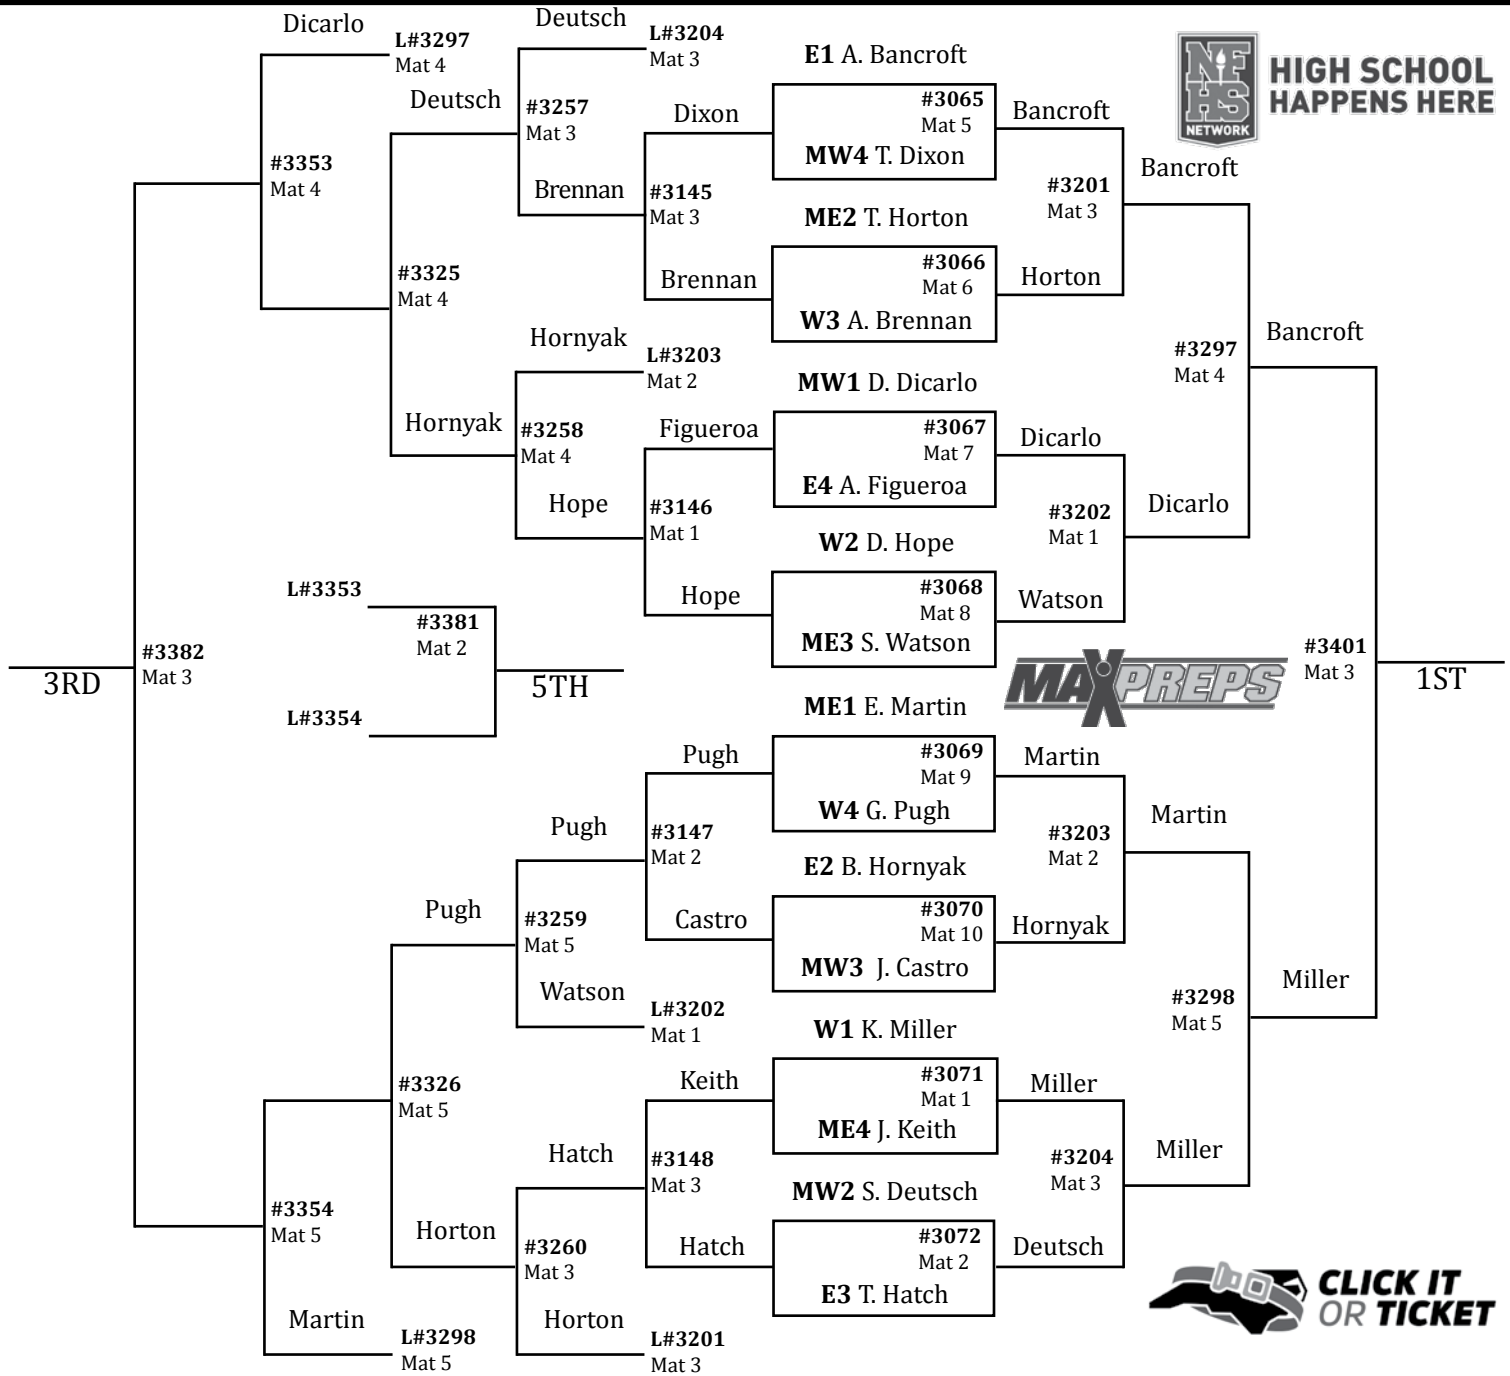 Dicarlo
L#3297
Mat 4
Deutsch
L#3204
Mat 3
E1 A. Bancroft
NFHS
NETWORK
HIGH SCHOOL
HAPPENS HERE
Deutsch
#3257
Mat 3
Dixon
#3065
Mat 5
Bancroft
MW4 T. Dixon
Bancroft
#3353
Mat 4
Brennan
#3145
Mat 3
#3201
Mat 3
ME2 T. Horton
#3325
Mat 4
Brennan
#3066
Mat 6
Horton
W3 A. Brennan
Hornyak
L#3203
Mat 2
Bancroft
#3297
Mat 4
MW1 D. Dicarlo
Hornyak
#3258
Mat 4
Figueroa
#3067
Mat 7
Dicarlo
E4 A. Figueroa
Hope
#3146
Mat 1
#3202
Mat 1
Dicarlo
W2 D. Hope
L#3353
Hope
#3068
Mat 8
Watson
#3381
Mat 2
ME3 S. Watson
3RD
#3382
Mat 3
5TH
MAXPREPS
#3401
Mat 3
1ST
L#3354
ME1 E. Martin
Pugh
#3069
Mat 9
Martin
W4 G. Pugh
Pugh
#3147
Mat 2
#3203
Mat 2
Martin
E2 B. Hornyak
Pugh
#3259
Mat 5
Castro
#3070
Mat 10
Hornyak
MW3 J. Castro
Watson
L#3202
Mat 1
#3298
Mat 5
Miller
W1 K. Miller
#3326
Mat 5
Keith
#3071
Mat 1
Miller
ME4 J. Keith
Hatch
#3148
Mat 3
#3204
Mat 3
Miller
MW2 S. Deutsch
#3354
Mat 5
Horton
#3260
Mat 3
Hatch
#3072
Mat 2
Deutsch
E3 T. Hatch
Martin
L#3298
Mat 5
Horton
L#3201
Mat 3
CLICK IT
OR TICKET